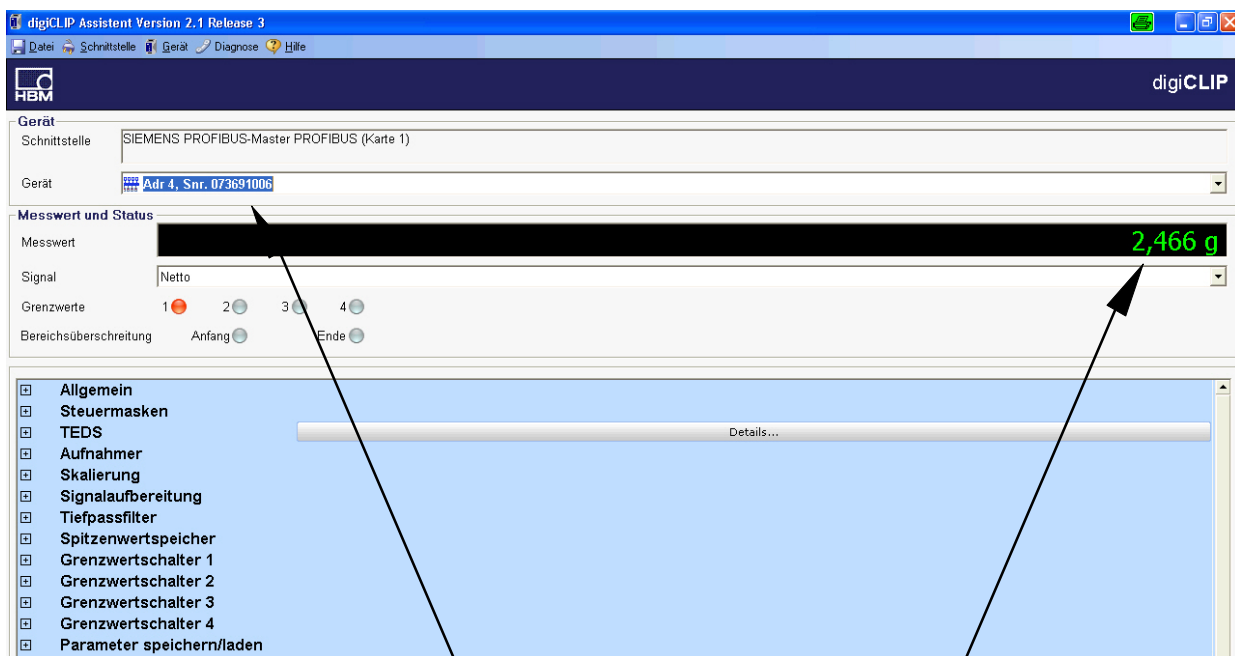 digiCLIP Assistent Version 2.1 Release 3
Datei Schnittstelle Gerät Diagnose Hilfe
HBM digiCLIP
Gerät
Schnittstelle SIEMENS PROFIBUS-Master PROFIBUS (Karte 1)
Gerät Adr 4, Snr. 073691006
Messwert und Status
Messwert 2,466 g
Signal Netto
Grenzwerte 1 2 3 4
Bereichsüberschreitung Anfang Ende
Allgemein
Steuermasken
TEDS Details...
Aufnahmer
Skalierung
Signalaufbereitung
Tiefpassfilter
Spitzenwertspeicher
Grenzwertschalter 1
Grenzwertschalter 2
Grenzwertschalter 3
Grenzwertschalter 4
Parameter speichern/laden